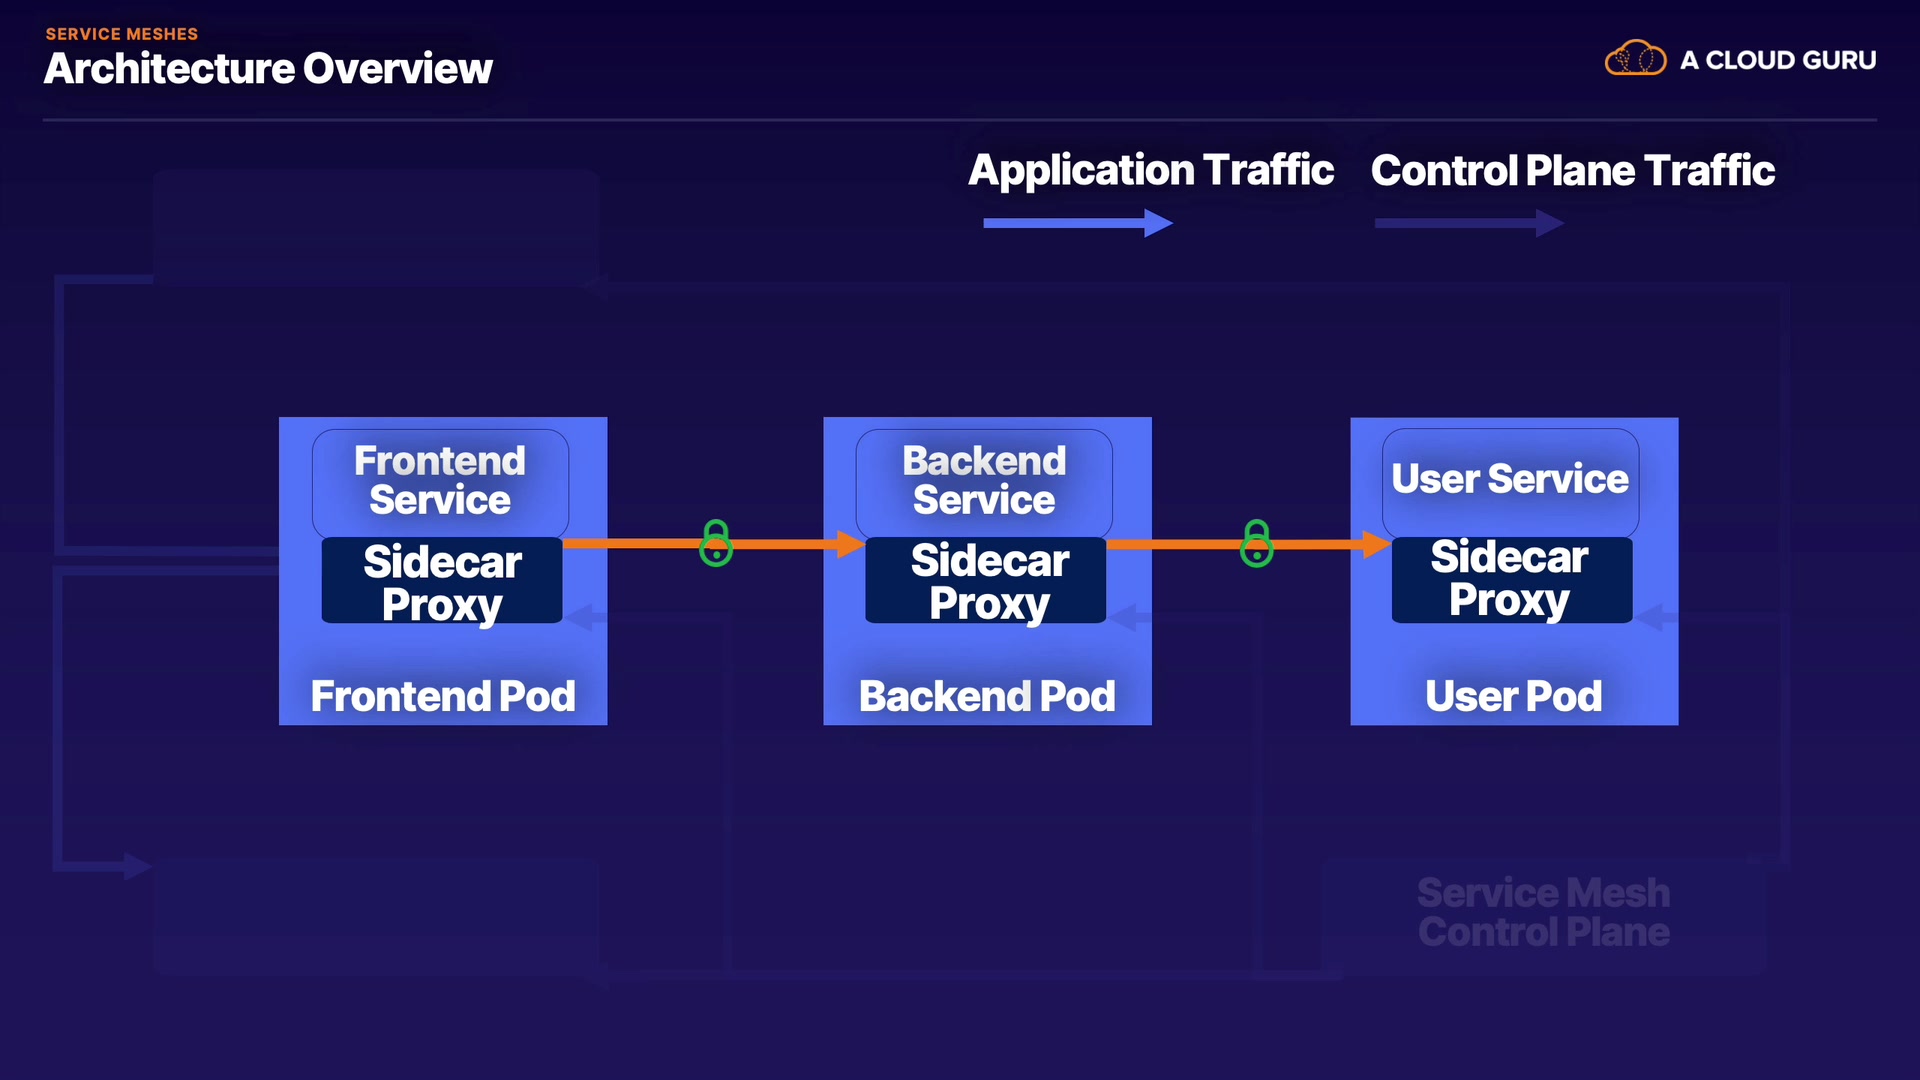 SERVICE MESHES
Architecture Overview
A CLOUD GURU
Application Traffic
Control Plane Traffic
Frontend
Service
Sidecar
Proxy
Frontend Pod
Backend
Service
Sidecar
Proxy
Backend Pod
User Service
Sidecar
Proxy
User Pod
Service Mesh
Control Plane